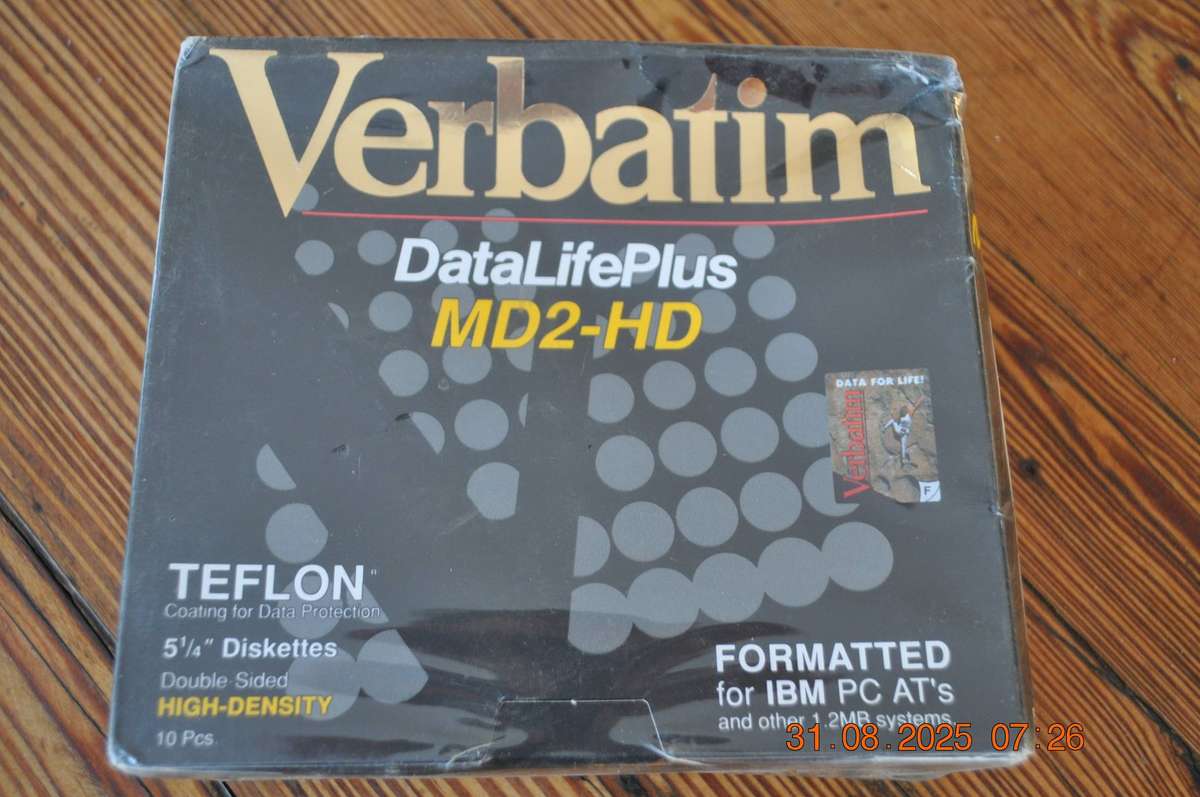 Verbatim
DataLifePlus
MD2-HD
DATA FOR LIFE!
Verbatim
F
TEFLON"
Coating for Data Protection
5¹/₄" Diskettes
Double-Sided
HIGH-DENSITY
10 Pcs.
FORMATTED
for IBM PC AT's
and other 1.2MB systems
31.08.2025 07:26